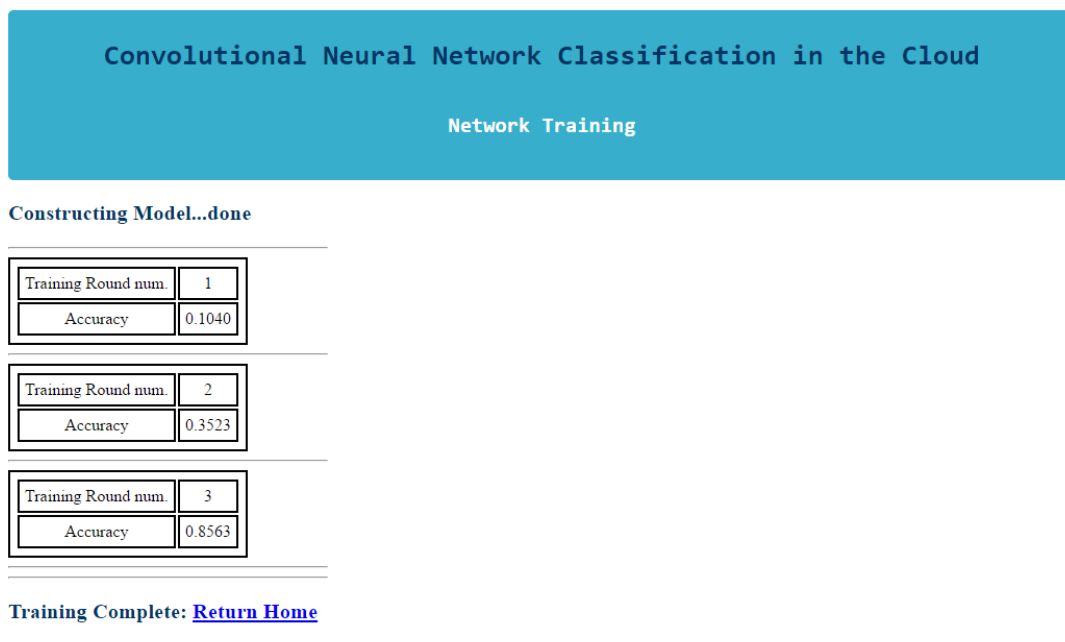 Convolutional Neural Network Classification in the Cloud
Network Training
Constructing Model...done
Training Round num. 1
Accuracy 0.1040
Training Round num. 2
Accuracy 0.3523
Training Round num. 3
Accuracy 0.8563
Training Complete: Return Home